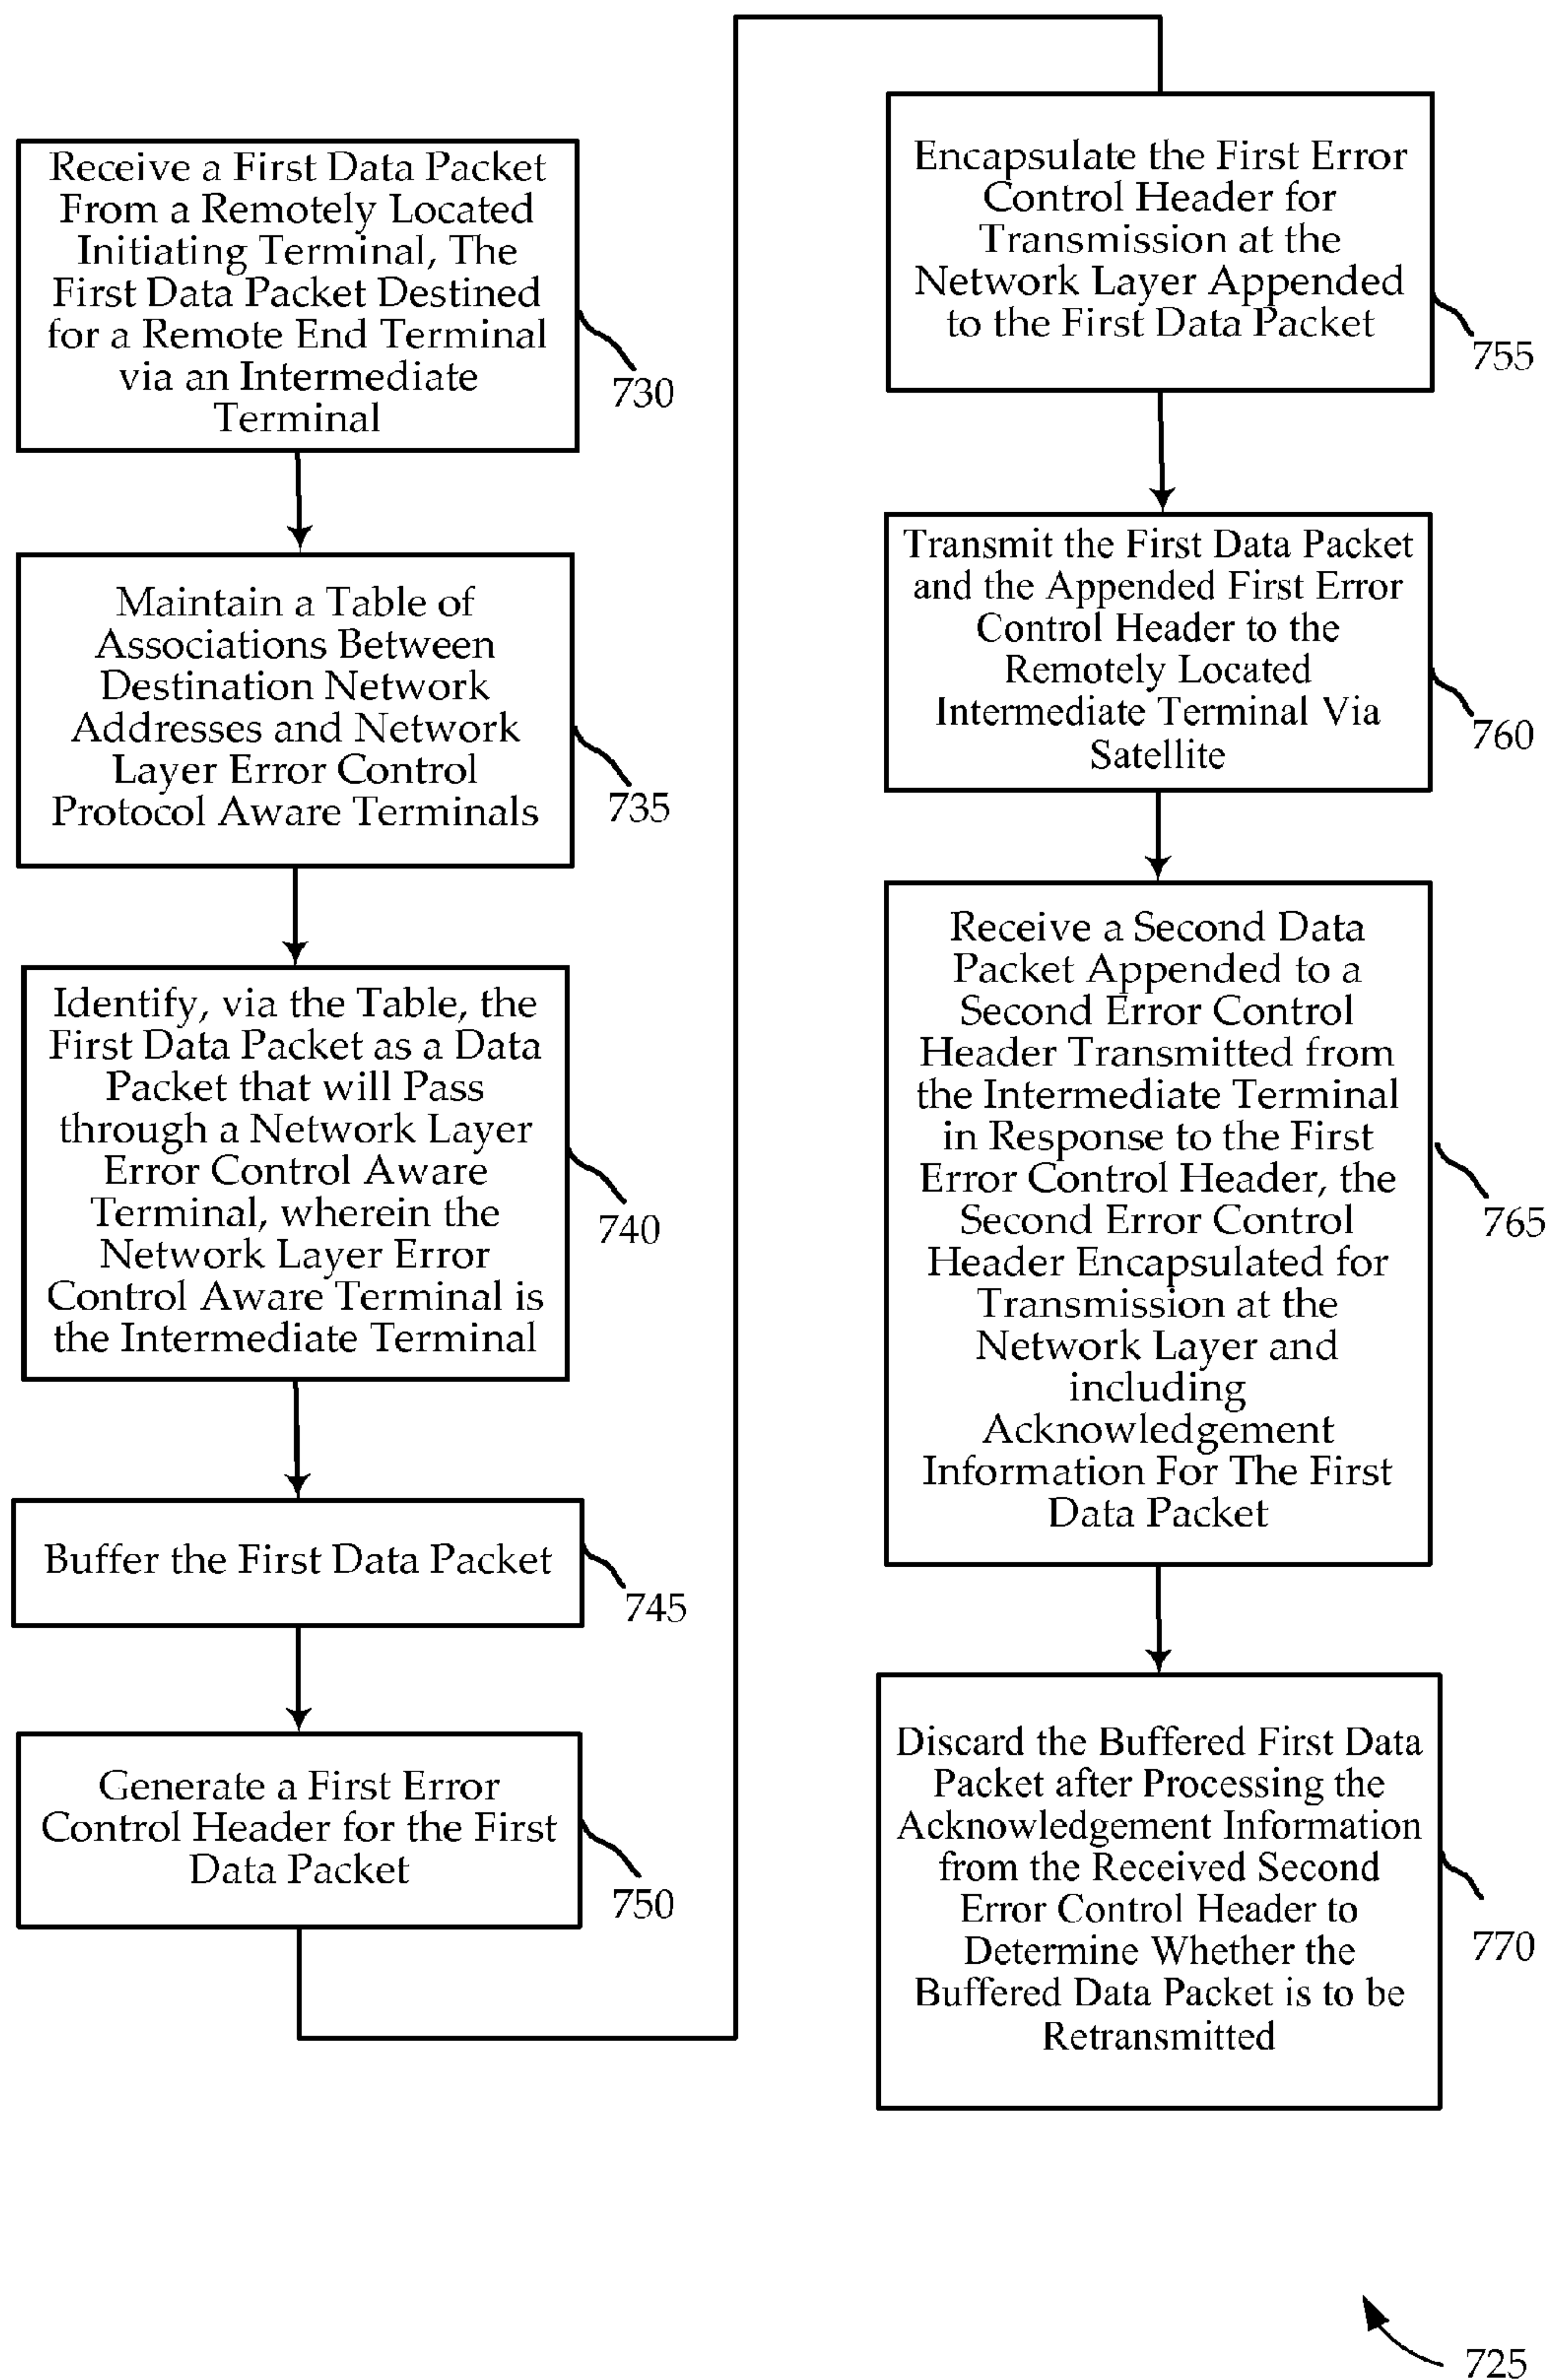 Receive a First Data Packet
From a Remotely Located
Initiating Terminal, The
First Data Packet Destined
for a Remote End Terminal
via an Intermediate
Terminal
730
Maintain a Table of
Associations Between
Destination Network
Addresses and Network
Layer Error Control
Protocol Aware Terminals
735
Identify, via the Table, the
First Data Packet as a Data
Packet that will Pass
through a Network Layer
Error Control Aware
Terminal, wherein the
Network Layer Error
Control Aware Terminal is
the Intermediate Terminal
740
Buffer the First Data Packet
745
Generate a First Error
Control Header for the First
Data Packet
750
Encapsulate the First Error
Control Header for
Transmission at the
Network Layer Appended
to the First Data Packet
755
Transmit the First Data Packet
and the Appended First Error
Control Header to the
Remotely Located
Intermediate Terminal Via
Satellite
760
Receive a Second Data
Packet Appended to a
Second Error Control
Header Transmitted from
the Intermediate Terminal
in Response to the First
Error Control Header, the
Second Error Control
Header Encapsulated for
Transmission at the
Network Layer and
including
Acknowledgement
Information For The First
Data Packet
765
Discard the Buffered First Data
Packet after Processing the
Acknowledgement Information
from the Received Second
Error Control Header to
Determine Whether the
Buffered Data Packet is to be
Retransmitted
770
725